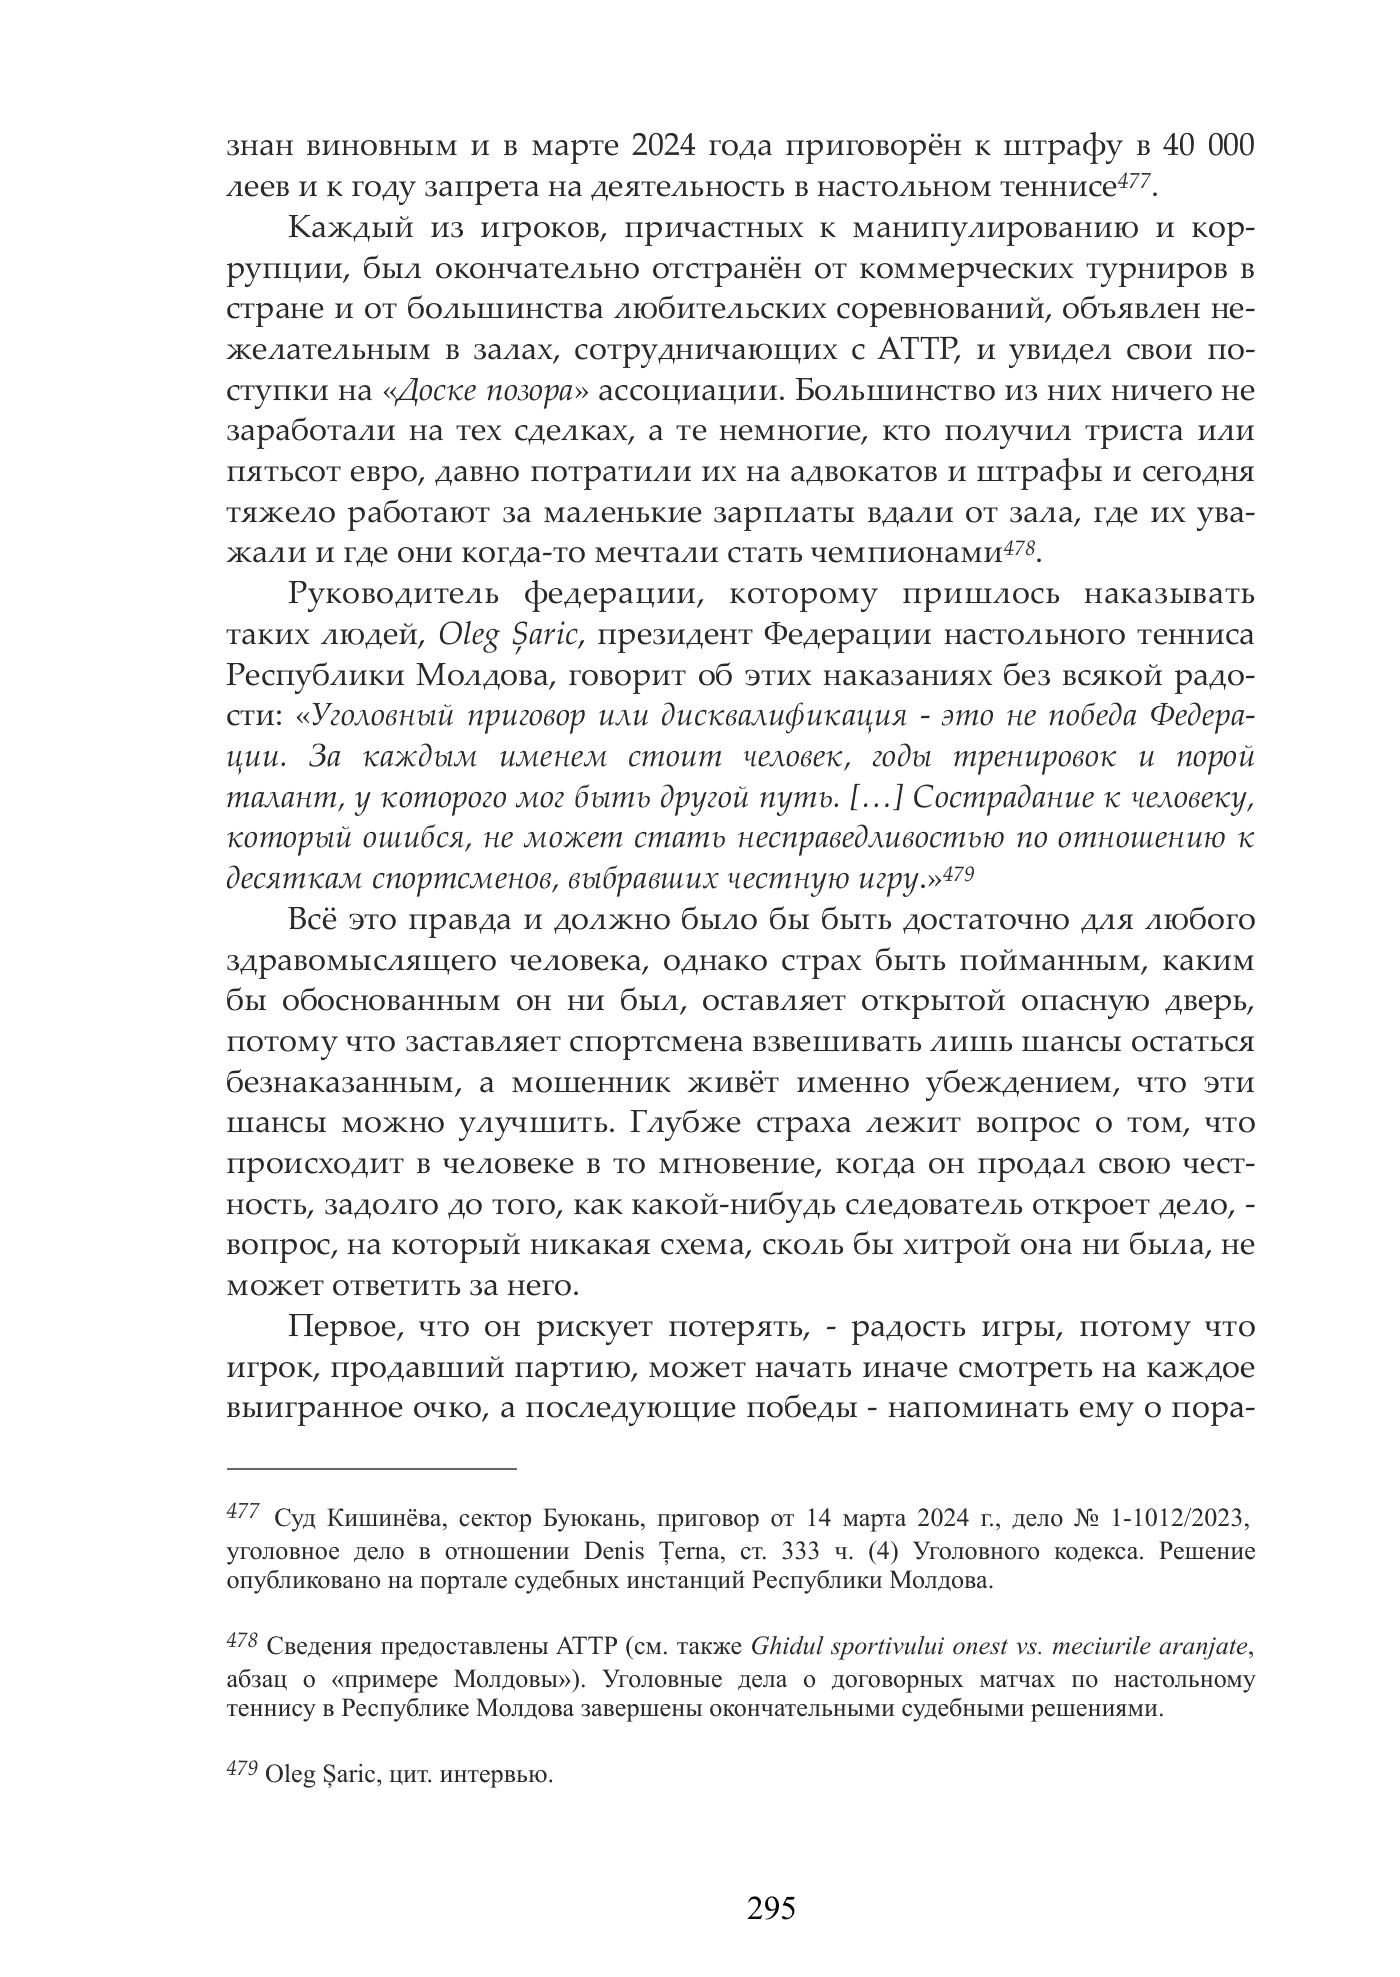 знан виновным и в марте 2024 года приговорён к штрафу в 40 000
леев и к году запрета на деятельность в настольном теннисе477.
Каждый из игроков, причастных к манипулированию и кор-
рупции, был окончательно отстранён от коммерческих турниров в
стране и от большинства любительских соревнований, объявлен не-
желательным в залах, сотрудничающих с АТТР, и увидел свои по-
ступки на «Доске позора» ассоциации. Большинство из них ничего не
заработали на тех сделках, а те немногие, кто получил триста или
пятьсот евро, давно потратили их на адвокатов и штрафы и сегодня
тяжело работают за маленькие зарплаты вдали от зала, где их ува-
жали и где они когда-то мечтали стать чемпионами478.
Руководитель федерации, которому пришлось наказывать
таких людей, Oleg Șaric, президент Федерации настольного тенниса
Республики Молдова, говорит об этих наказаниях без всякой радо-
сти: «Уголовный приговор или дисквалификация - это не победа Федера-
ции. За каждым именем стоит человек, годы тренировок и порой
талант, у которого мог быть другой путь. […] Сострадание к человеку,
который ошибся, не может стать несправедливостью по отношению к
десяткам спортсменов, выбравших честную игру.»479
Всё это правда и должно было бы быть достаточно для любого
здравомыслящего человека, однако страх быть пойманным, каким
бы обоснованным он ни был, оставляет открытой опасную дверь,
потому что заставляет спортсмена взвешивать лишь шансы остаться
безнаказанным, а мошенник живёт именно убеждением, что эти
шансы можно улучшить. Глубже страха лежит вопрос о том, что
происходит в человеке в то мгновение, когда он продал свою чест-
ность, задолго до того, как какой-нибудь следователь откроет дело, -
вопрос, на который никакая схема, сколь бы хитрой она ни была, не
может ответить за него.
Первое, что он рискует потерять, - радость игры, потому что
игрок, продавший партию, может начать иначе смотреть на каждое
выигранное очко, а последующие победы - напоминать ему о пора-
477 Суд Кишинёва, сектор Буюкань, приговор от 14 марта 2024 г., дело № 1-1012/2023,
уголовное дело в отношении Denis Țerna, ст. 333 ч. (4) Уголовного кодекса. Решение
опубликовано на портале судебных инстанций Республики Молдова.
478 Сведения предоставлены АТТР (см. также Ghidul sportivului onest vs. meciurile aranjate,
абзац о «примере Молдовы»). Уголовные дела о договорных матчах по настольному
теннису в Республике Молдова завершены окончательными судебными решениями.
479 Oleg Șaric, цит. интервью.
295